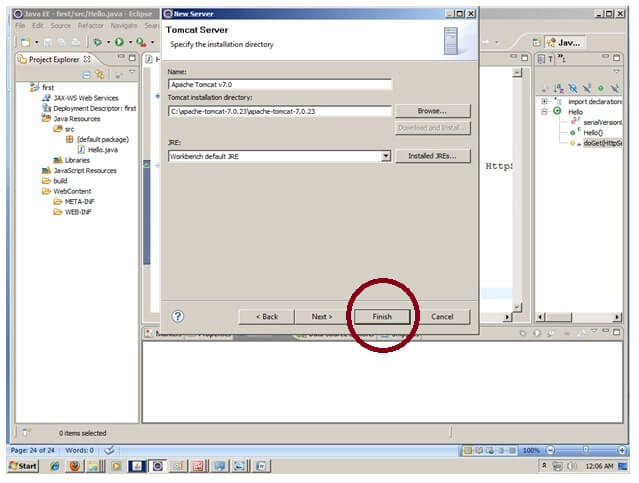 Java EE - first/src/Hello.java - Eclipse
File Edit Source Refactor Navigate Sear
Project Explorer
first
JAX-WS Web Services
Deployment Descriptor: first
Java Resources
src
(default package)
Hello.java
Libraries
JavaScript Resources
build
WebContent
META-INF
WEB-INF
New Server
Tomcat Server
Specify the installation directory
Name:
Apache Tomcat v7.0
Tomcat installation directory:
C:\apache-tomcat-7.0.23\apache-tomcat-7.0.23
Browse...
Download and Install...
JRE:
Workbench default JRE
Installed JREs...
?
< Back
Next >
Finish
Cancel
Jav...
import declarations
serialVersionU
Hello
Hello()
doGet(HttpSe
HttpS
Markers
Properties
0 items selected
Page: 24 of 24 Words: 0
100%
Start
12:06 AM